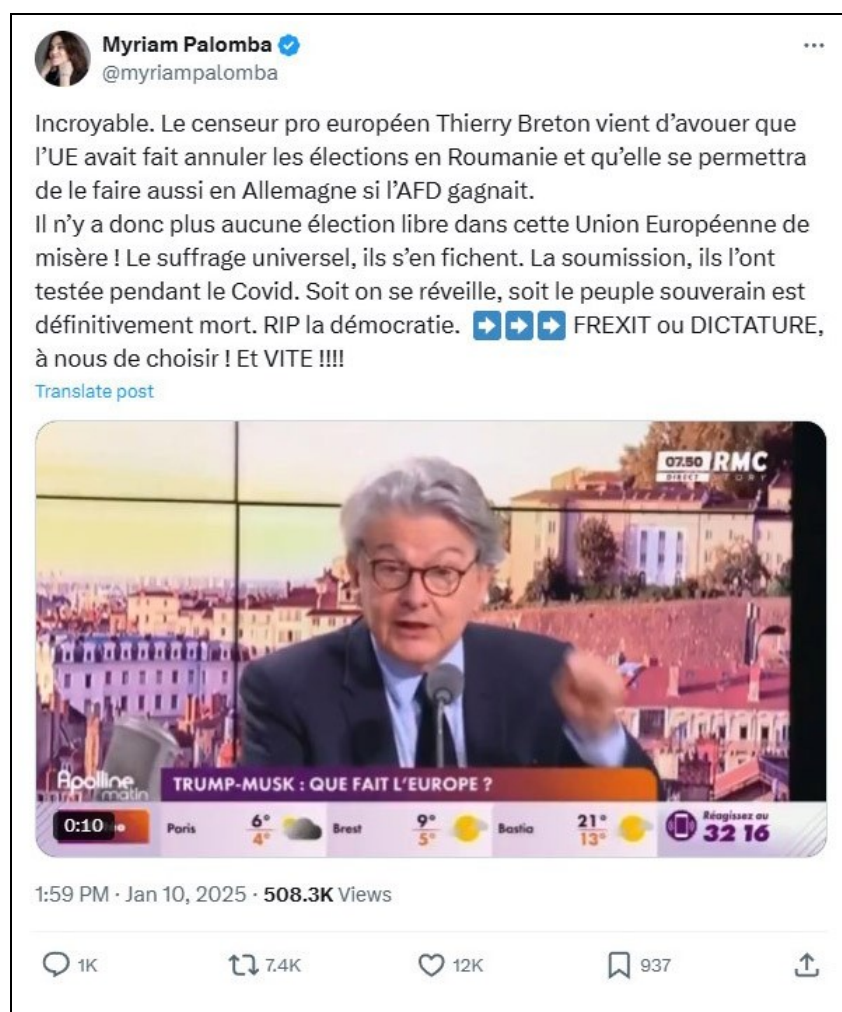 Myriam Palomba
@myriampalomba
Incroyable. Le censeur pro européen Thierry Breton vient d’avouer que
l’UE avait fait annuler les élections en Roumanie et qu’elle se permettra
de le faire aussi en Allemagne si l’AFD gagnait.
Il n’y a donc plus aucune élection libre dans cette Union Européenne de
misère ! Le suffrage universel, ils s’en fichent. La soumission, ils l’ont
testée pendant le Covid. Soit on se réveille, soit le peuple souverain est
définitivement mort. RIP la démocratie. ➡️➡️➡️ FREXIT ou DICTATURE,
à nous de choisir ! Et VITE !!!!
Translate post
07.50 RMC
DIRECT STORY
Apolline
matin
TRUMP-MUSK : QUE FAIT L'EUROPE ?
0:10 Paris 6° 4° Brest 9° 5° Bastia 21° 13° Réagissez au
32 16
1:59 PM · Jan 10, 2025 · 508.3K Views
1K 7.4K 12K 937